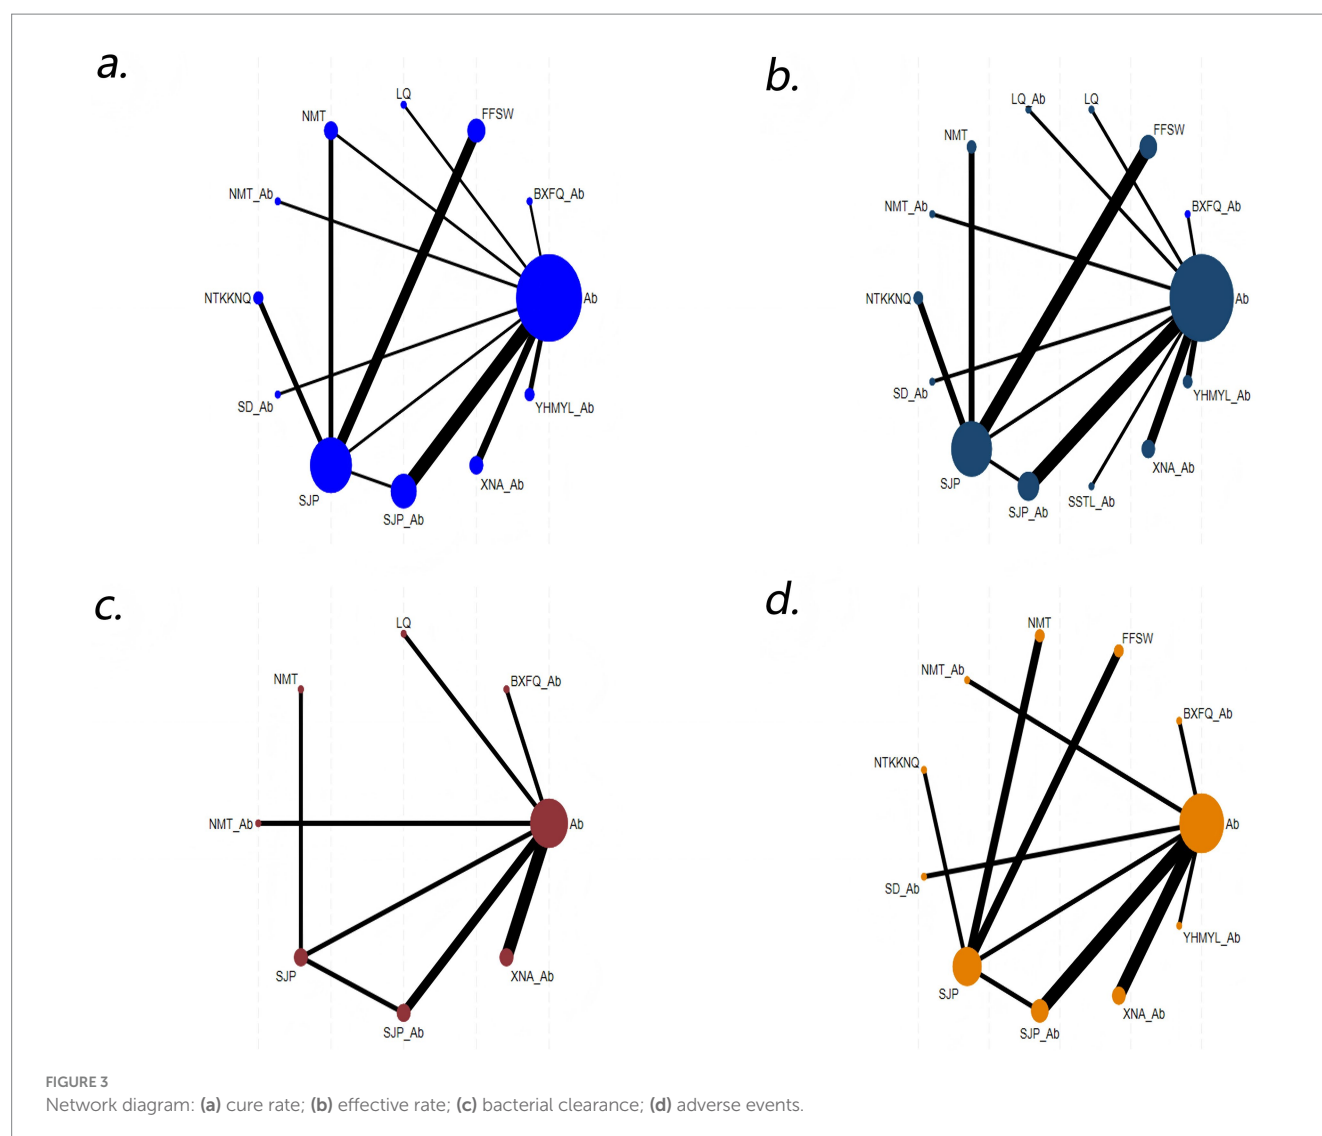 a.
LQ
FFSW
NMT
NMT_Ab
BXFQ_Ab
NTKKNQ
Ab
SD_Ab
YHMYL_Ab
SJP
XNA_Ab
SJP_Ab
b.
LQ_Ab
LQ
FFSW
NMT
NMT_Ab
BXFQ_Ab
NTKKNQ
Ab
SD_Ab
YHMYL_Ab
XNA_Ab
SJP
SSTL_Ab
SJP_Ab
c.
LQ
NMT
BXFQ_Ab
NMT_Ab
Ab
SJP
XNA_Ab
SJP_Ab
d.
NMT
FFSW
NMT_Ab
BXFQ_Ab
NTKKNQ
Ab
SD_Ab
YHMYL_Ab
SJP
XNA_Ab
SJP_Ab
FIGURE 3
Network diagram: (a) cure rate; (b) effective rate; (c) bacterial clearance; (d) adverse events.